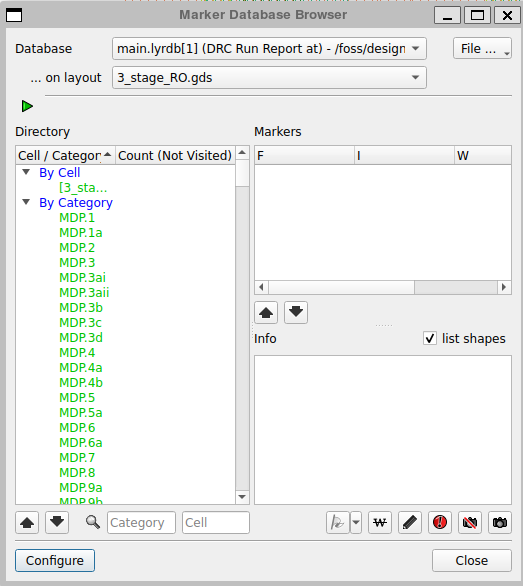 Marker Database Browser
Database main.lyrdb[1] (DRC Run Report at) - /foss/design File ...
... on layout 3_stage_RO.gds
Directory Markers
Cell / Category Count (Not Visited) F I W
By Cell
[3_sta...
By Category
MDP.1
MDP.1a
MDP.2
MDP.3
MDP.3ai
MDP.3aii
MDP.3b
MDP.3c
MDP.3d
MDP.4
MDP.4a
MDP.4b
MDP.5
MDP.5a
MDP.6
MDP.6a
MDP.7
MDP.8
MDP.9a
MDP.9b
Info list shapes
Category Cell W
Configure Close